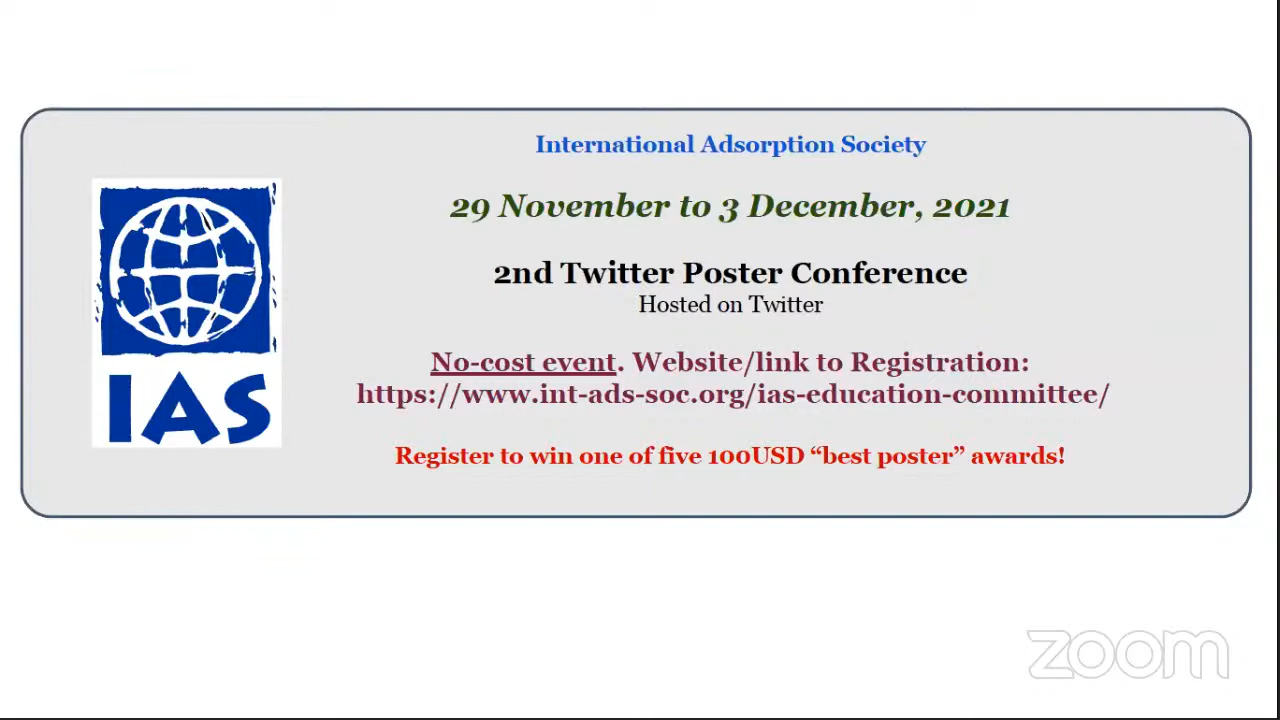 International Adsorption Society
29 November to 3 December, 2021
2nd Twitter Poster Conference
Hosted on Twitter
No-cost event. Website/link to Registration:
https://www.int-ads-soc.org/ias-education-committee/
Register to win one of five 100USD “best poster” awards!
IAS
zoom